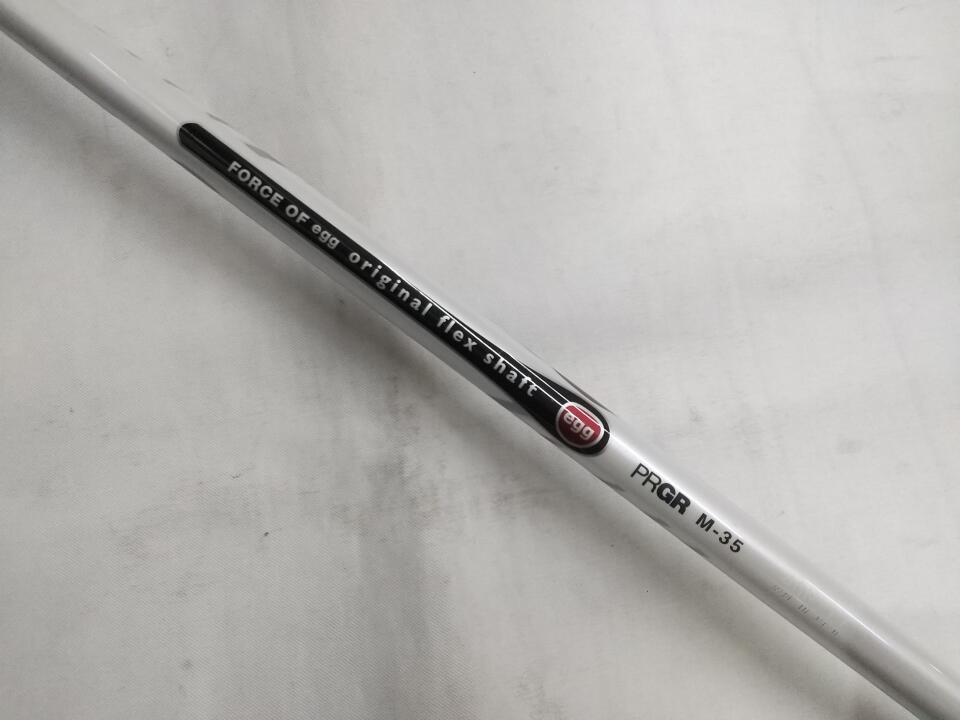 FORCE OF egg original flex shaft
egg
PRGR M-35